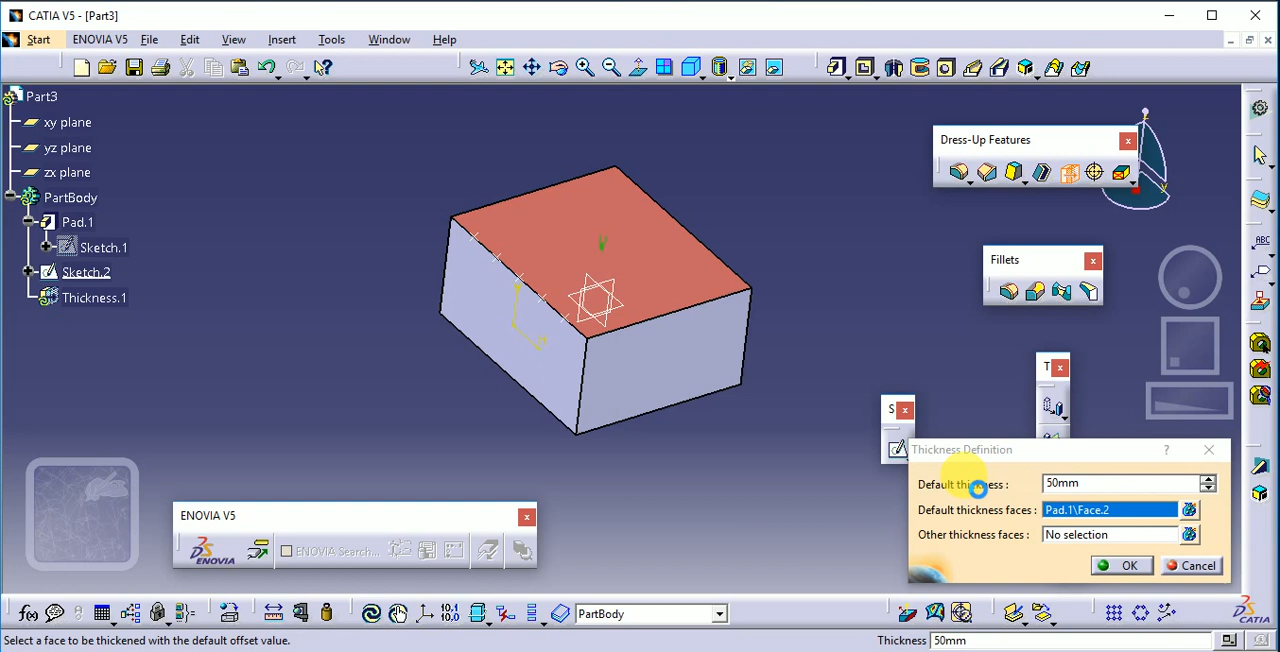 CATIA V5 - [Part3]
Start ENOVIA V5 File Edit View Insert Tools Window Help
Part3
xy plane
yz plane
zx plane
PartBody
Pad.1
Sketch.1
Sketch.2
Thickness.1
Dress-Up Features
Fillets
T
S
ABC
Thickness Definition
Default thickness : 50mm
Default thickness faces : Pad.1\Face.2
Other thickness faces : No selection
OK Cancel
ENOVIA V5
ENOVIA
ENOVIA Search...
f(x)
10.1
PartBody
CATIA
Select a face to be thickened with the default offset value.
Thickness 50mm